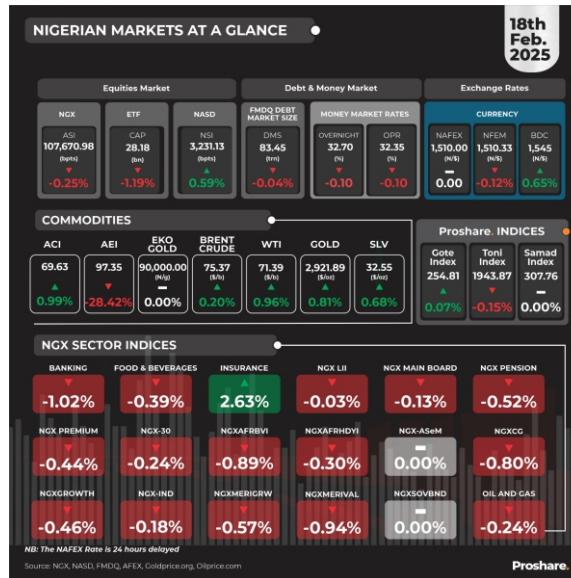 NIGERIAN MARKETS AT A GLANCE
18th
Feb.
2025
Equities Market
Debt & Money Market
Exchange Rates
NGX
ETF
NASD
FMDQ DEBT
MARKET SIZE
MONEY MARKET RATES
CURRENCY
ASI
CAP
NSI
DMS
OVERNIGHT
OPR
NAFEX
NFEM
BDC
107,670.98
28.18
3,231.13
83.45
32.70
32.35
1,510.00
1,510.33
1,545
(bpts)
(bn)
(bpts)
(trn)
(%)
(%)
(N/$)
(N/$)
(N/$)
-0.25%
-1.19%
0.59%
-0.04%
-0.10
-0.10
0.00
-0.12%
0.65%
COMMODITIES
ACI
AEI
EKO
GOLD
BRENT
CRUDE
WTI
GOLD
SLV
69.63
97.35
90,000.00
(N/g)
75.37
($/b)
71.39
($/b)
2,921.89
($/oz)
32.55
($/oz)
0.99%
-28.42%
0.00%
0.20%
0.96%
0.81%
0.68%
Proshare. INDICES
Gote
Index
Toni
Index
Samad
Index
254.81
1943.87
307.76
0.07%
-0.15%
0.00%
NGX SECTOR INDICES
BANKING
FOOD & BEVERAGES
INSURANCE
NGX LII
NGX MAIN BOARD
NGX PENSION
-1.02%
-0.39%
2.63%
-0.03%
-0.13%
-0.52%
NGX PREMIUM
NGX-30
NGXAFRBVI
NGXAFRHDYI
NGX-ASeM
NGXCG
-0.44%
-0.24%
-0.89%
-0.30%
0.00%
-0.80%
NGXGROWTH
NGX-IND
NGXMERIGRW
NGXMERIVAL
NGXSOVBND
OIL AND GAS
-0.46%
-0.18%
-0.57%
-0.94%
0.00%
-0.24%
NB: The NAFEX Rate is 24 hours delayed
Source: NGX, NASD, FMDQ, AFEX, Goldprice.org, Oilprice.com
Proshare.